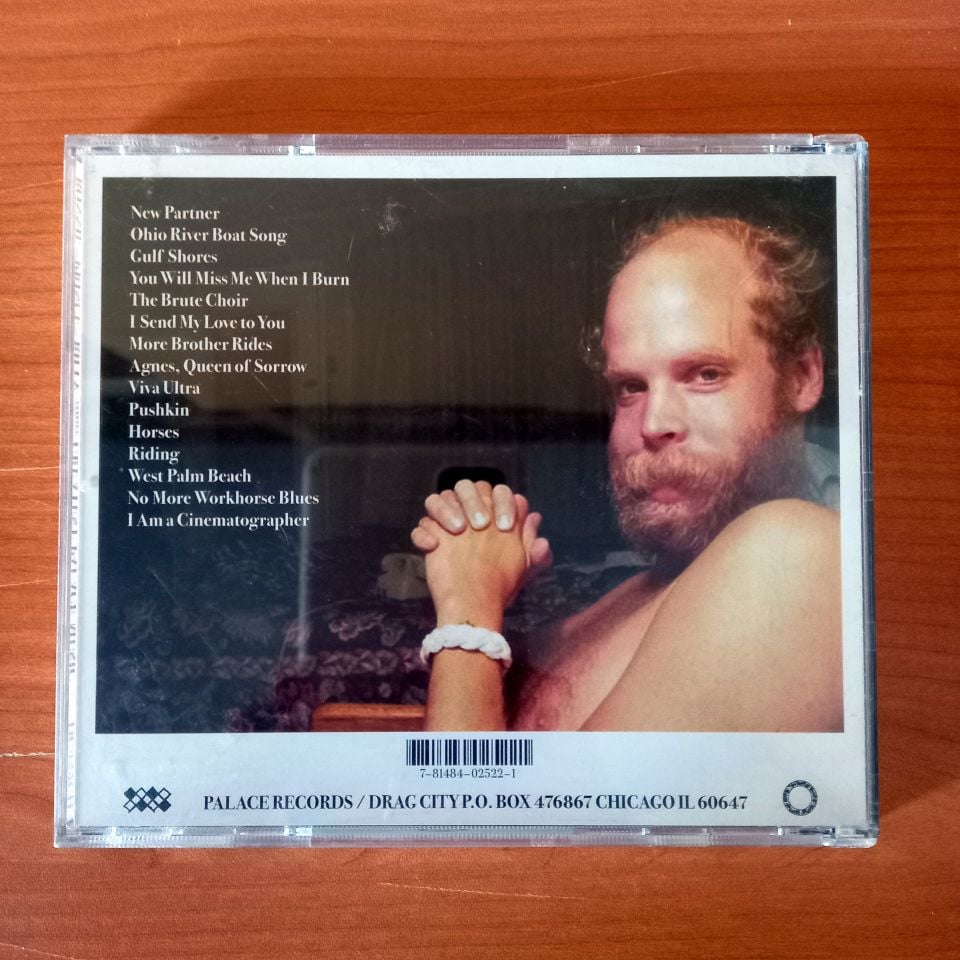 New Partner
Ohio River Boat Song
Gulf Shores
You Will Miss Me When I Burn
The Brute Choir
I Send My Love to You
More Brother Rides
Agnes, Queen of Sorrow
Viva Ultra
Pushkin
Horses
Riding
West Palm Beach
No More Workhorse Blues
I Am a Cinematographer
7-81484-02522-1
PALACE RECORDS / DRAG CITY P.O. BOX 476867 CHICAGO IL 60647